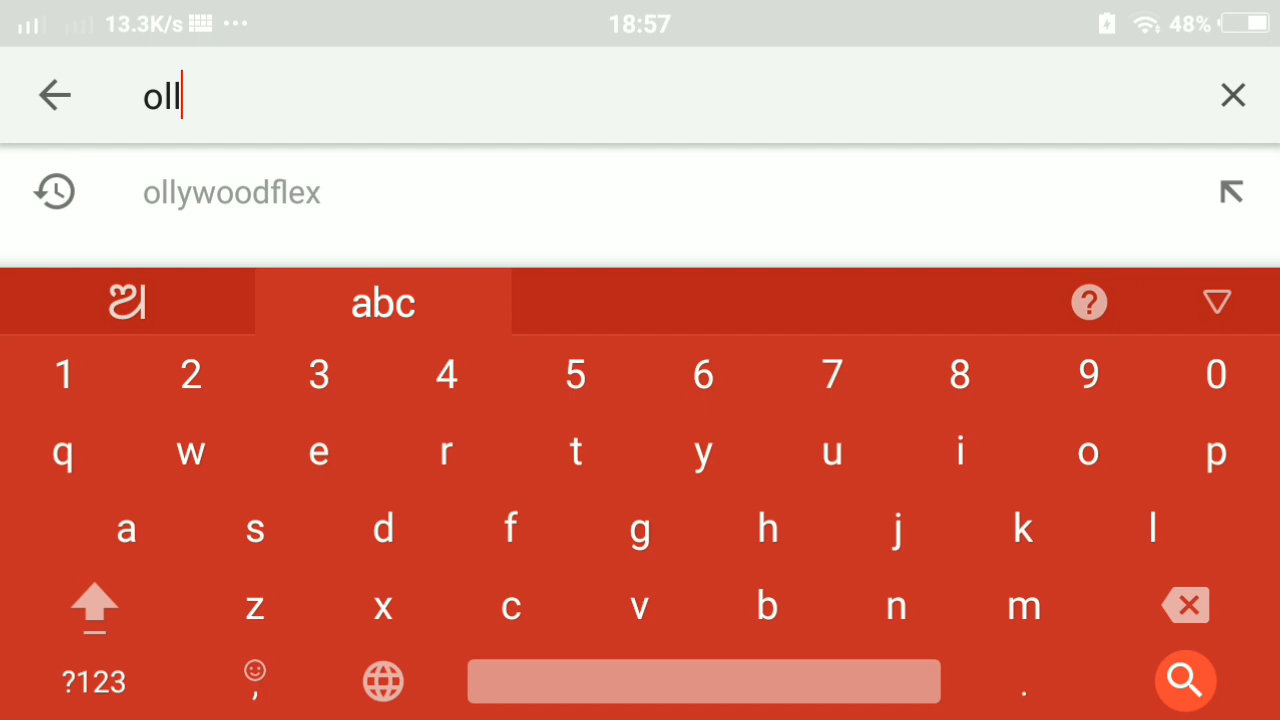 13.3K/s 18:57 48%
oll
ollywoodflex
ଅ abc ?
1 2 3 4 5 6 7 8 9 0
q w e r t y u i o p
a s d f g h j k l
z x c v b n m
?123 , .